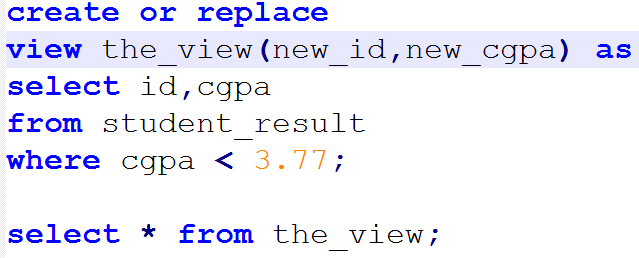 create or replace
view the_view(new_id,new_cgpa) as
select id,cgpa
from student_result
where cgpa < 3.77;
select * from the_view;